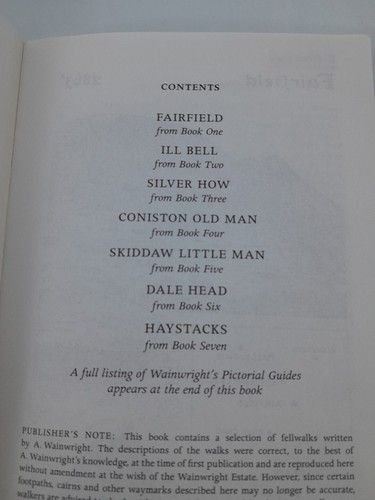 CONTENTS
FAIRFIELD
from Book One
ILL BELL
from Book Two
SILVER HOW
from Book Three
CONISTON OLD MAN
from Book Four
SKIDDAW LITTLE MAN
from Book Five
DALE HEAD
from Book Six
HAYSTACKS
from Book Seven
A full listing of Wainwright's Pictorial Guides
appears at the end of this book
PUBLISHER'S NOTE: This book contains a selection of fellwalks written
by A. Wainwright. The descriptions of the walks were correct, to the best of
A. Wainwright's knowledge, at the time of first publication and are reproduced here
without amendment at the wish of the Wainwright Estate. However, since certain
footpaths, cairns and other waymarks described here may no longer be accurate,
walkers are advised to